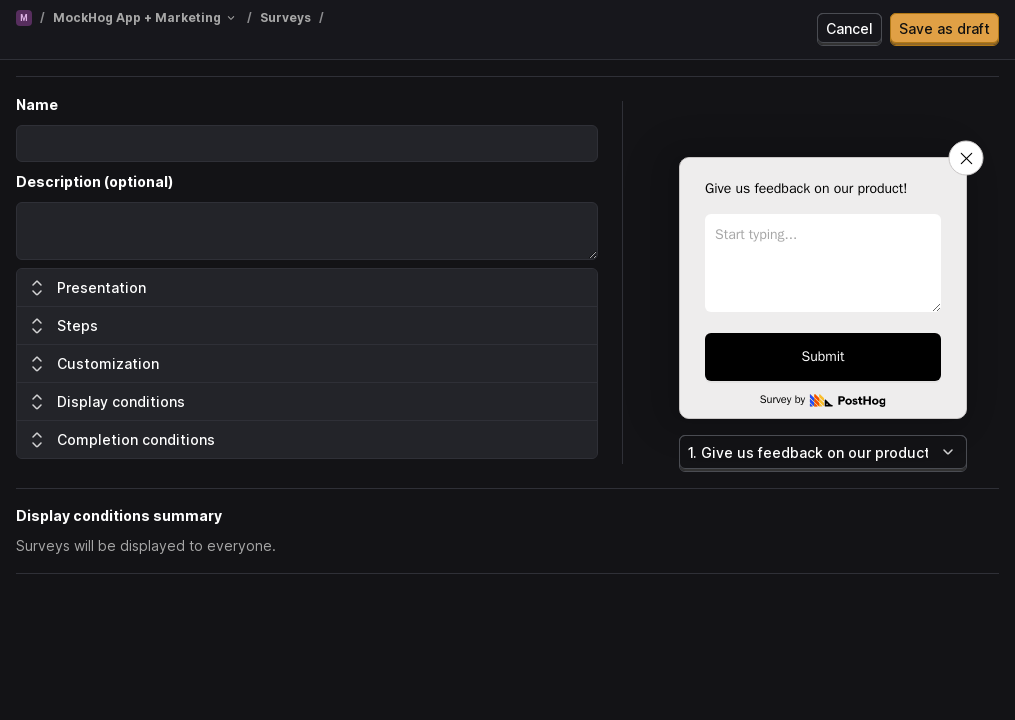 M / MockHog App + Marketing / Surveys /
Cancel
Save as draft
Name
Description (optional)
Presentation
Steps
Customization
Display conditions
Completion conditions
Give us feedback on our product!
Start typing...
Submit
Survey by PostHog
1. Give us feedback on our product
Display conditions summary
Surveys will be displayed to everyone.